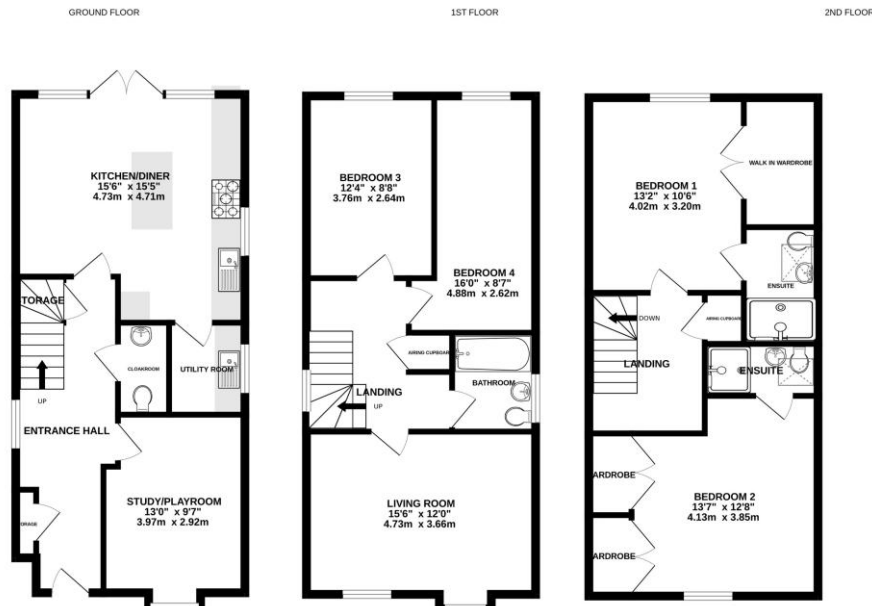 GROUND FLOOR
1ST FLOOR
2ND FLOOR
KITCHEN/DINER
15'6" x 15'5"
4.73m x 4.71m
TORAGE
CLOAKROOM
UTILITY ROOM
UP
ENTRANCE HALL
STUDY/PLAYROOM
13'0" x 9'7"
3.97m x 2.92m
ORAGE
BEDROOM 3
12'4" x 8'8"
3.76m x 2.64m
BEDROOM 4
16'0" x 8'7"
4.88m x 2.62m
AIRING CUPBOARD
BATHROOM
LANDING
UP
LIVING ROOM
15'6" x 12'0"
4.73m x 3.66m
BEDROOM 1
13'2" x 10'6"
4.02m x 3.20m
WALK IN WARDROBE
ENSUITE
DOWN
AIRING CUPBOARD
LANDING
ENSUITE
ARDROBE
BEDROOM 2
13'7" x 12'8"
4.13m x 3.85m
ARDROBE